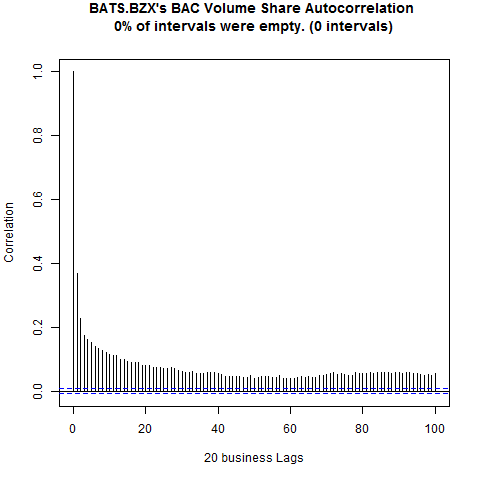 BATS.BZX's BAC Volume Share Autocorrelation
0% of intervals were empty. (0 intervals)
Correlation
1.0
0.8
0.6
0.4
0.2
0.0
0 20 40 60 80 100
20 business Lags